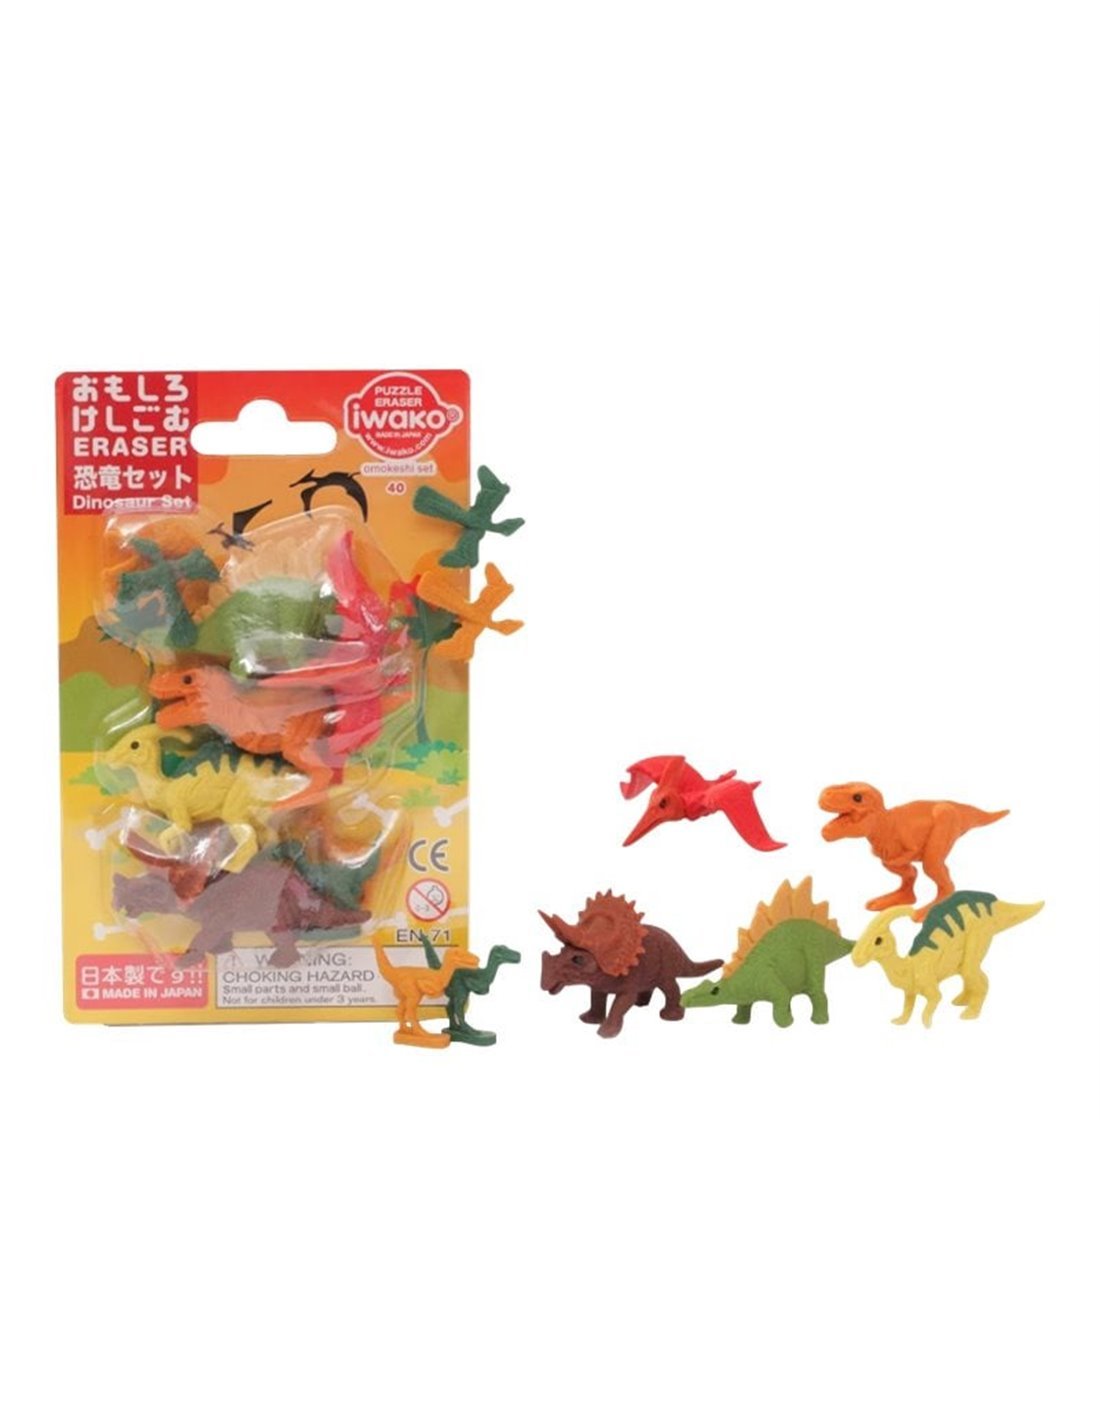 おもしろ
けしごむ
ERASER
恐竜セット
Dinosaur Set
PUZZLE
ERASER
iwako®
MADE IN JAPAN
www.iwako.com
omokeshi set
40
CE
EN-71
日本製です!!
MADE IN JAPAN
WARNING:
CHOKING HAZARD
Small parts and small ball.
Not for children under 3 years.